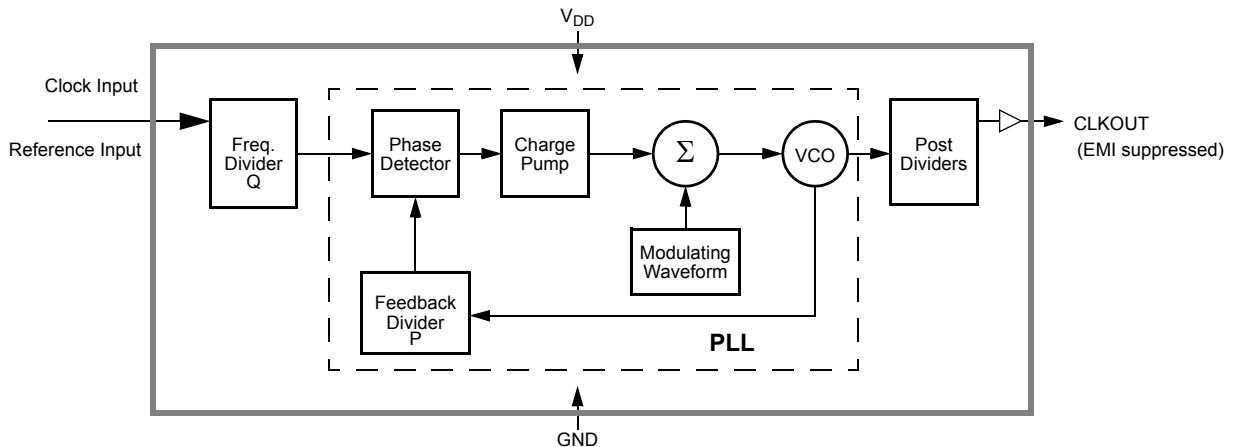 V_DD
Clock Input
Reference Input
Freq.
Divider
Q
Phase
Detector
Charge
Pump
Σ
VCO
Post
Dividers
CLKOUT
(EMI suppressed)
Modulating
Waveform
Feedback
Divider
P
PLL
GND